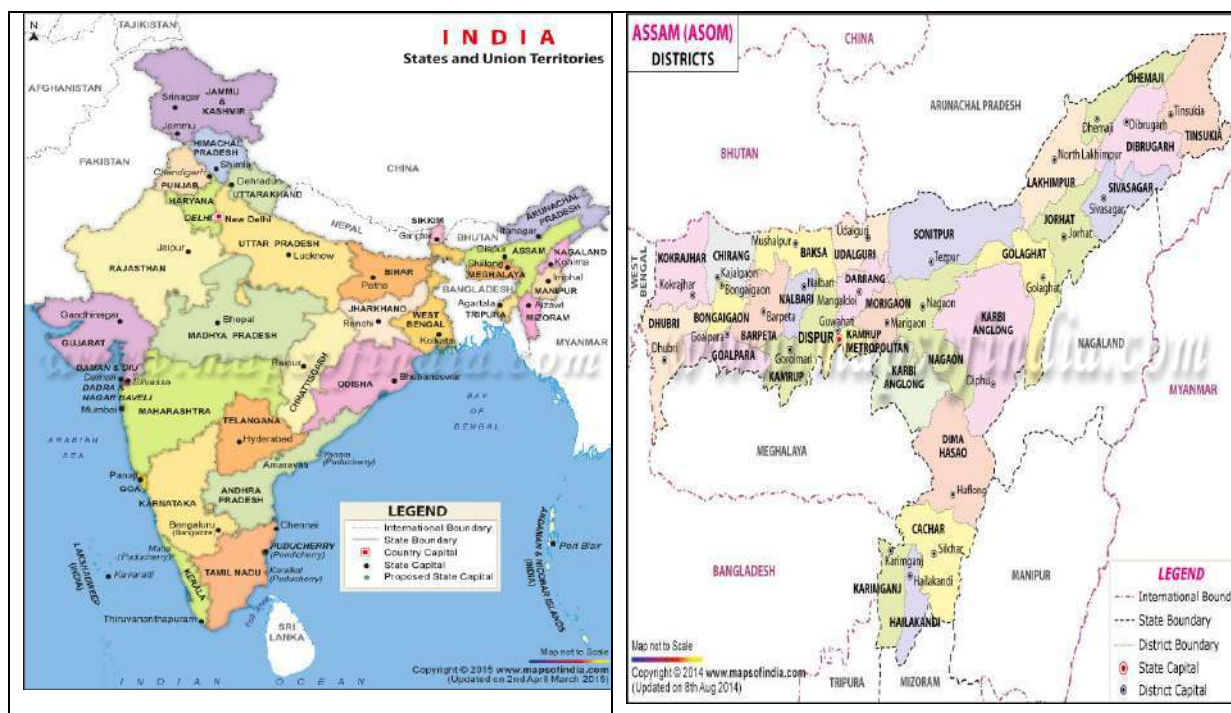 N
TAJIKISTAN
INDIA
States and Union Territories
AFGHANISTAN
JAMMU
&
KASHMIR
Srinagar
Jammu
HIMACHAL
PRADESH
Shimla
PAKISTAN
CHINA
Chandigarh
PUNJAB
Dehradun
UTTARAKHAND
HARYANA
DELHI
New Delhi
NEPAL
SIKKIM
Gangtok
BHUTAN
ARUNACHAL
PRADESH
Itanagar
Jaipur
RAJASTHAN
UTTAR PRADESH
Lucknow
BIHAR
Patna
ASSAM
NAGALAND
Kohima
Shillong
MEGHALAYA
Imphal
MANIPUR
BANGLADESH
Agartala
TRIPURA
Aizawl
MIZORAM
MYANMAR
Gandhinagar
GUJARAT
Bhopal
MADHYA PRADESH
JHARKHAND
Ranchi
WEST
BENGAL
Kolkata
Raipur
CHHATTISGARH
ODISHA
Bhubaneswar
DAMAN & DIU
Daman
Silvassa
DADRA &
NAGAR HAVELI
Mumbai
MAHARASHTRA
TELANGANA
Hyderabad
BAY
OF
BENGAL
ARABIAN
SEA
Yanam
(Puducherry)
Amaravati
Panaji
GOA
KARNATAKA
ANDHRA
PRADESH
Bengaluru
(Bangalore)
Chennai
Mahe
(Puducherry)
PUDUCHERRY
(Pondicherry)
Karaikal
(Puducherry)
TAMIL NADU
KERALA
LAKSHADWEEP
(INDIA)
Kavaratti
Thiruvananthapuram
SRI
LANKA
ANDAMAN & NICOBAR ISLANDS
(INDIA)
Port Blair
LEGEND
International Boundary
State Boundary
Country Capital
State Capital
Proposed State Capital
Map not to Scale
Copyright © 2015 www.mapsofindia.com
INDIAN OCEAN
ASSAM (ASOM)
DISTRICTS
CHINA
ARUNACHAL PRADESH
BHUTAN
DHEMAJI
Dhemaji
Tinsukia
TINSUKIA
Dibrugarh
DIBRUGARH
North Lakhimpur
LAKHIMPUR
SIVASAGAR
Sivasagar
JORHAT
Jorhat
SONITPUR
Tezpur
GOLAGHAT
Golaghat
WEST
BENGAL
KOKRAJHAR
Kokrajhar
CHIRANG
Kajalgaon
Bongaigaon
Mushalpur
BAKSA
Udalguri
UDALGURI
Nalbari
NALBARI
DARRANG
Mangaldoi
MORIGAON
Marigaon
Nagaon
DHUBRI
Dhubri
BONGAIGAON
Goalpara
GOALPARA
Barpeta
BARPETA
DISPUR
Guwahati
KAMRUP
METROPOLITAN
Goroimari
KAMRUP
KARBI
ANGLONG
NAGAON
KARBI
ANGLONG
Diphu
NAGALAND
MYANMAR
MEGHALAYA
DIMA
HASAO
Haflong
CACHAR
Silchar
Karimganj
KARIMGANJ
Hailakandi
HAILAKANDI
BANGLADESH
MANIPUR
TRIPURA
MIZORAM
LEGEND
International Bound
State Boundary
District Boundary
State Capital
District Capital
Map not to Scale
Copyright © 2014 www.mapsofindia.com
(Updated on 8th Aug 2014)